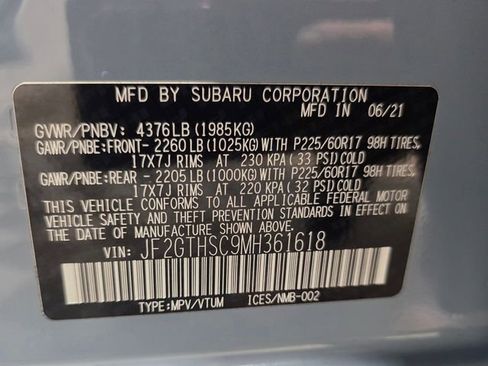 MFD BY SUBARU CORPORATION
MFD IN 06/21
GVWR/PNBV: 4376LB (1985KG)
GAWR/PNBE:FRONT- 2260LB (1025KG)WITH P225/60R17 98H TIRES,
17X7J RIMS AT 230 KPA (33 PSI)COLD
GAWR/PNBE:REAR - 2205LB (1000KG)WITH P225/60R17 98H TIRES,
17X7J RIMS AT 220 KPA (32 PSI)COLD
THIS VEHICLE CONFORMS TO ALL APPLICABLE FEDERAL MOTOR
VEHICLE SAFETY AND THEFT PREVENTION STANDARDS IN EFFECT
ON THE DATE OF MANUFACTURE SHOWN ABOVE.
VIN: JF2GTHSC9MH361618
TYPE:MPV/VTUM ICES/NMB-002